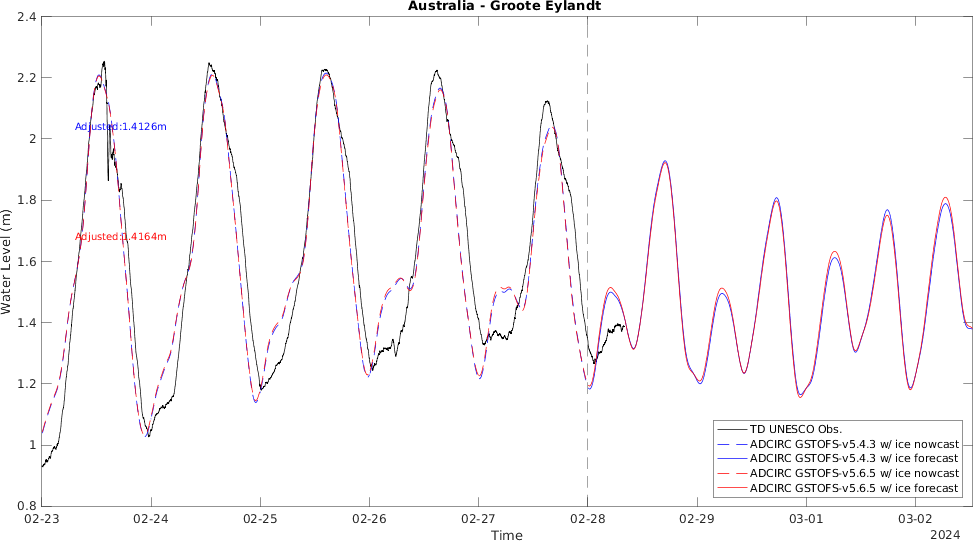 Australia - Groote Eylandt
2.4
2.2
2
1.8
1.6
1.4
1.2
1
0.8
Water Level (m)
Adjusted:1.4126m
Adjusted:1.4164m
TD UNESCO Obs.
ADCIRC GSTOFS-v5.4.3 w/ ice nowcast
ADCIRC GSTOFS-v5.4.3 w/ ice forecast
ADCIRC GSTOFS-v5.6.5 w/ ice nowcast
ADCIRC GSTOFS-v5.6.5 w/ ice forecast
02-23 02-24 02-25 02-26 02-27 02-28 02-29 03-01 03-02
Time
2024